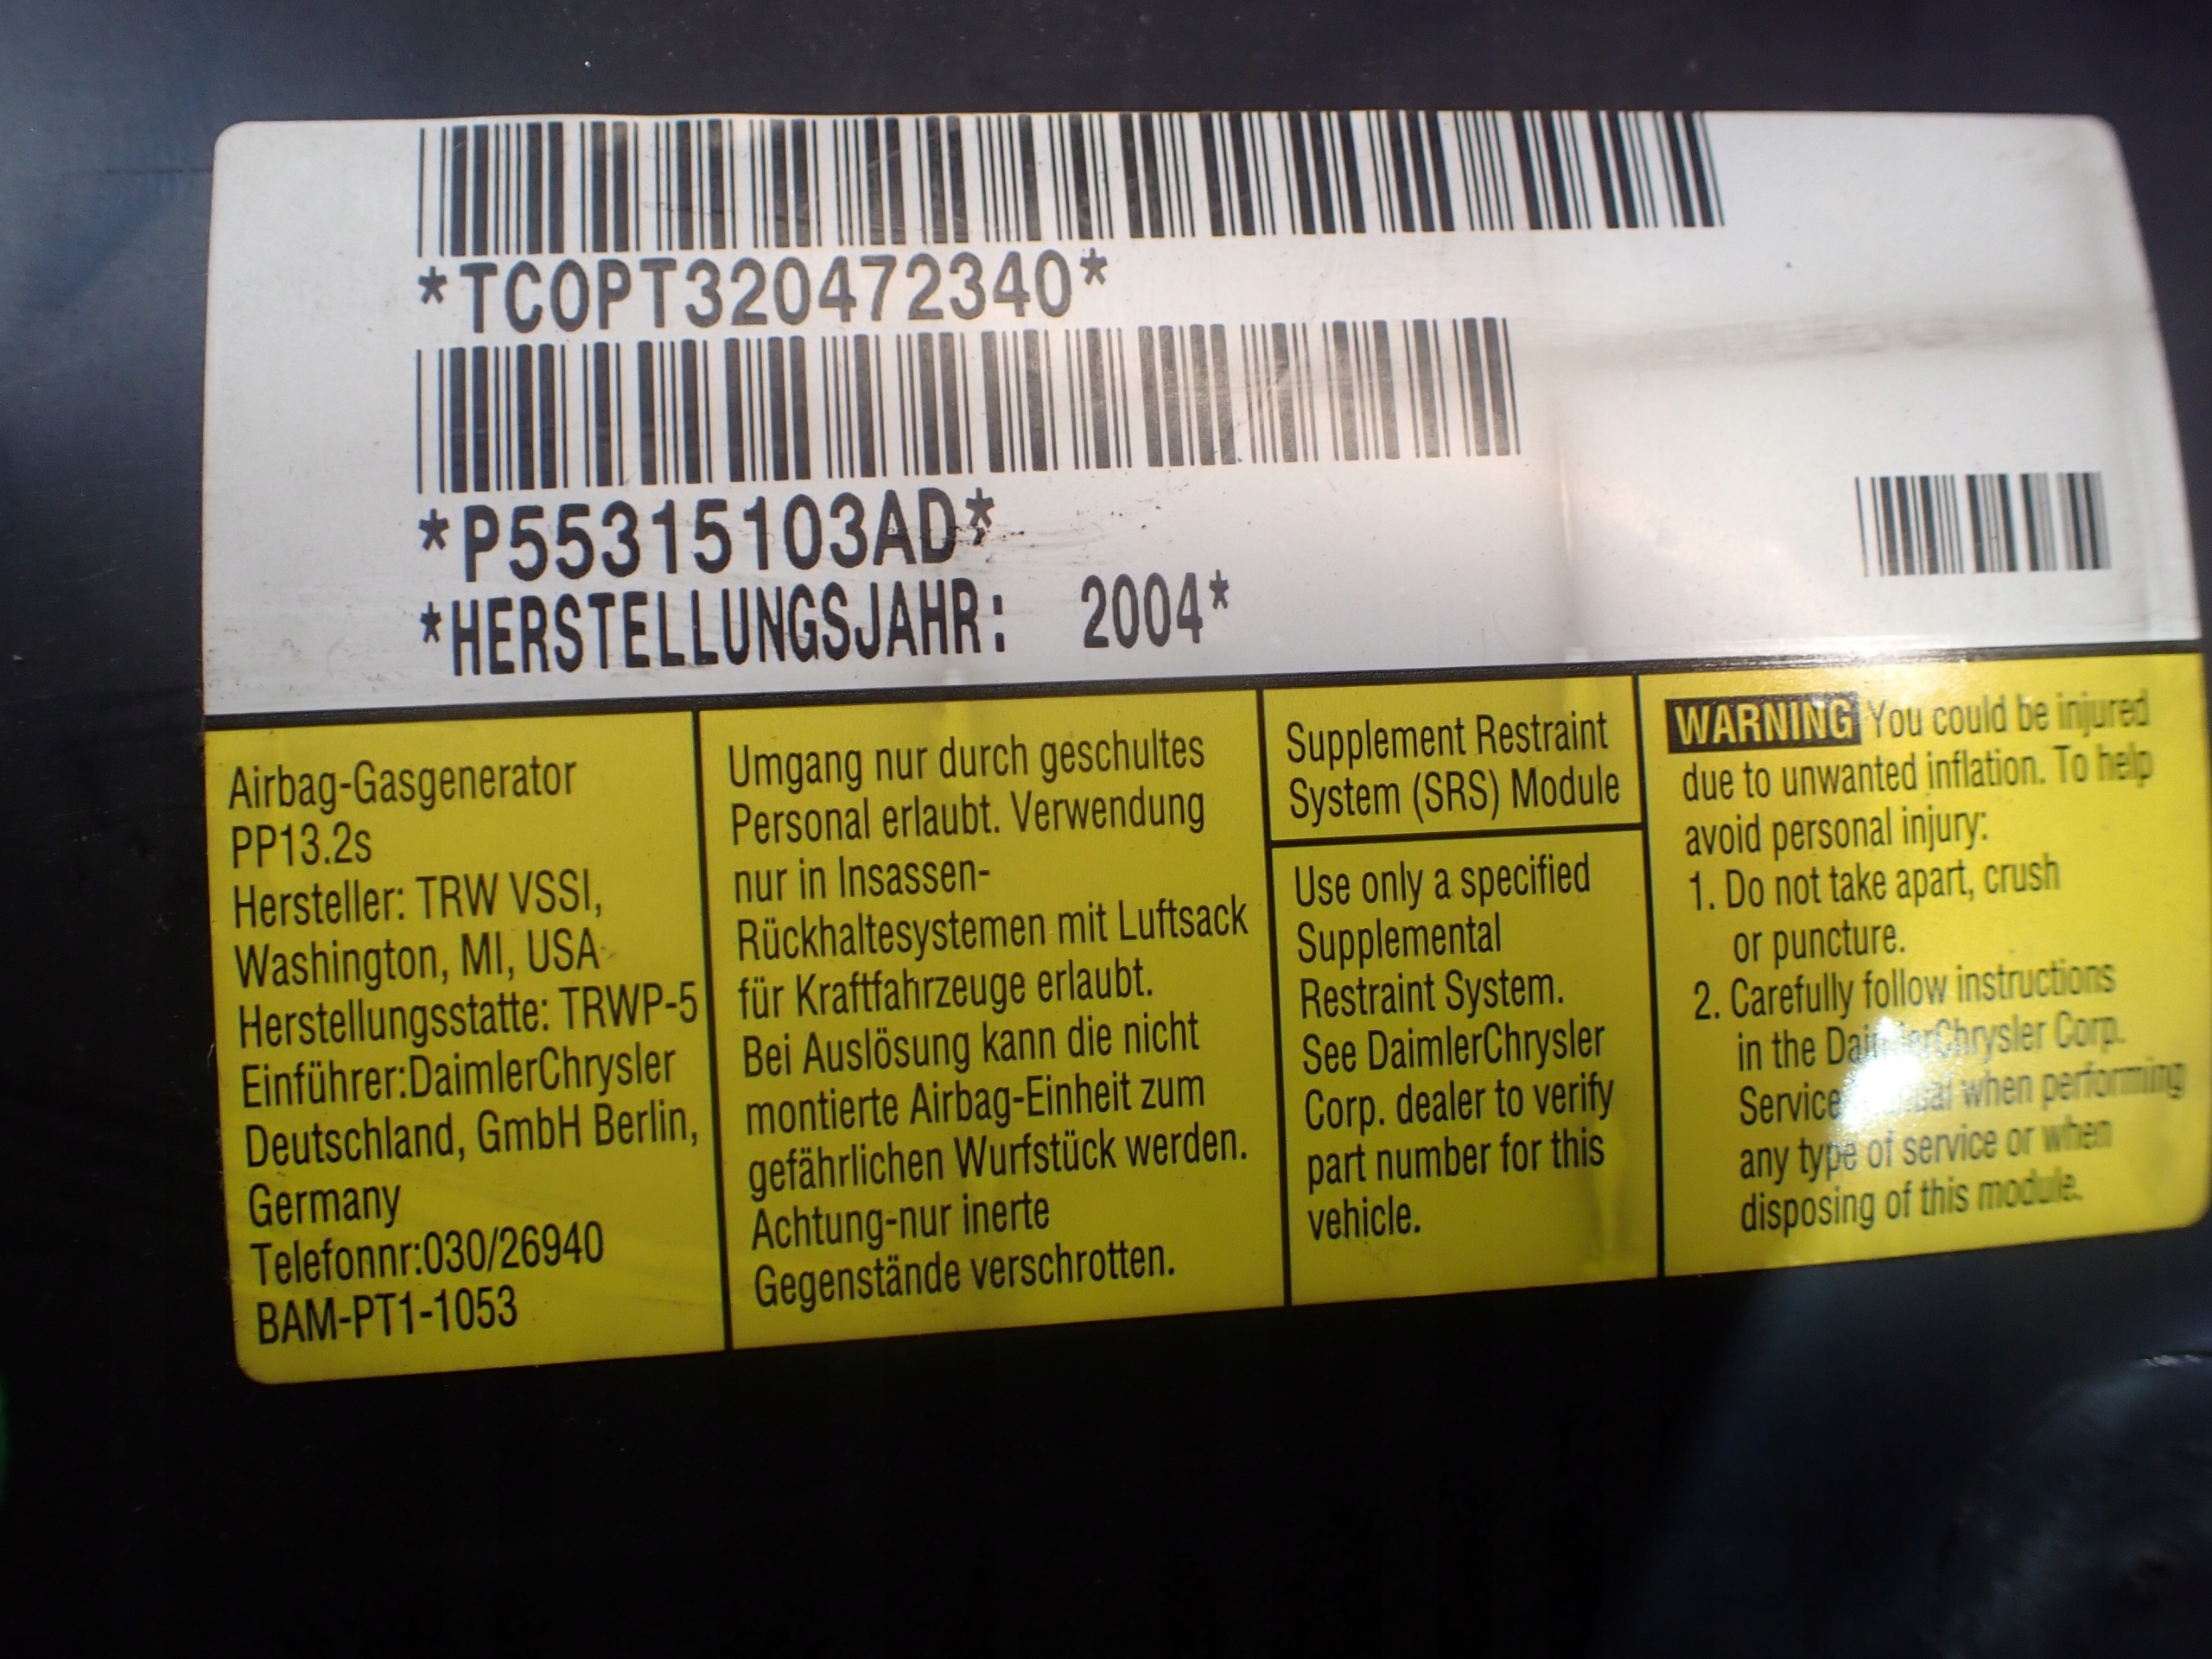 *TCOPT320472340*
*P55315103AD*
*HERSTELLUNGSJAHR: 2004*
Airbag-Gasgenerator
PP13.2s
Hersteller: TRW VSSI,
Washington, MI, USA
Herstellungsstatte: TRWP-5
Einführer:DaimlerChrysler
Deutschland, GmbH Berlin,
Germany
Telefonnr:030/26940
BAM-PT1-1053
Umgang nur durch geschultes
Personal erlaubt. Verwendung
nur in Insassen-
Rückhaltesystemen mit Luftsack
für Kraftfahrzeuge erlaubt.
Bei Auslösung kann die nicht
montierte Airbag-Einheit zum
gefährlichen Wurfstück werden.
Achtung-nur inerte
Gegenstände verschrotten.
Supplement Restraint
System (SRS) Module
Use only a specified
Supplemental
Restraint System.
See DaimlerChrysler
Corp. dealer to verify
part number for this
vehicle.
WARNING You could be injured
due to unwanted inflation. To help
avoid personal injury:
1. Do not take apart, crush
or puncture.
2. Carefully follow instructions
in the DaimlerChrysler Corp.
Service when performing
any type of service or when
disposing of this module.